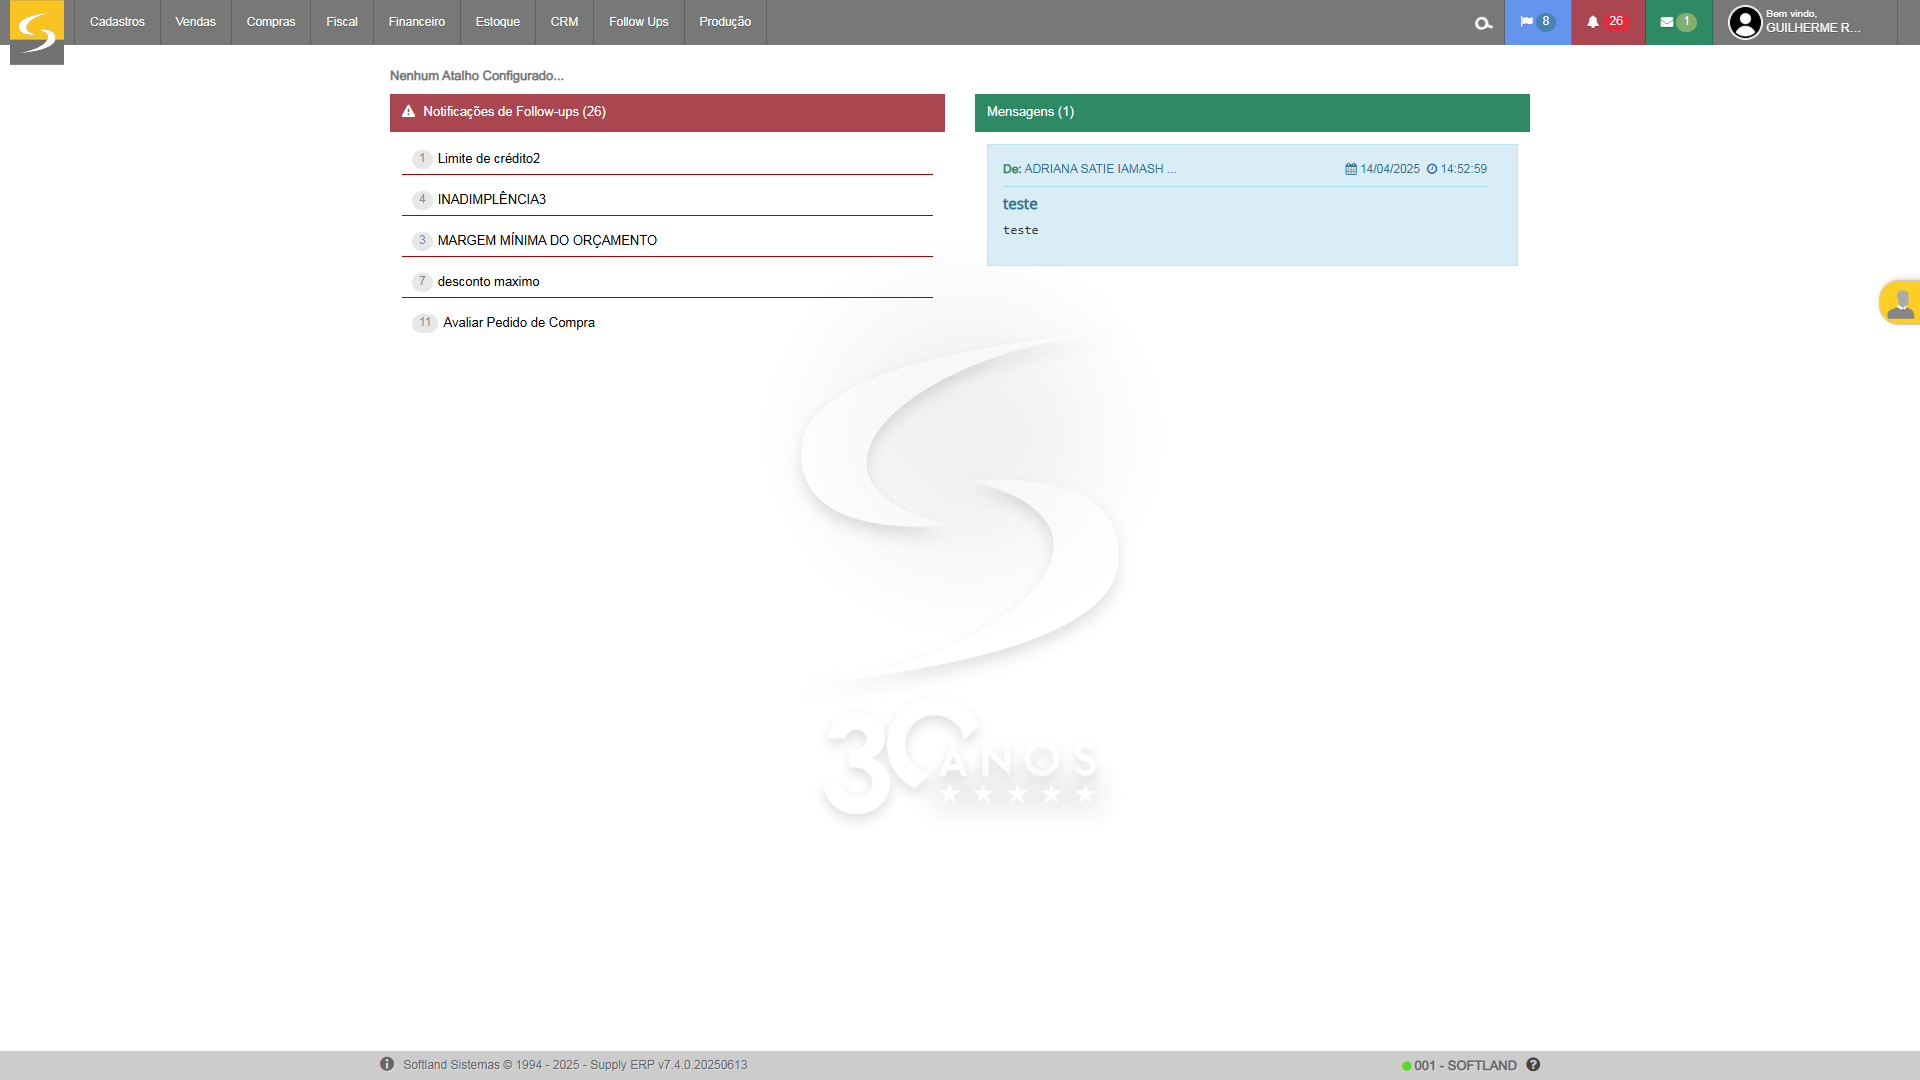 Cadastros Vendas Compras Fiscal Financeiro Estoque CRM Follow Ups Produção 8 26 1 Bem vindo,
GUILHERME R...
Nenhum Atalho Configurado...
Notificações de Follow-ups (26)
1 Limite de crédito2
4 INADIMPLÊNCIA3
3 MARGEM MÍNIMA DO ORÇAMENTO
7 desconto maximo
11 Avaliar Pedido de Compra
Mensagens (1)
De: ADRIANA SATIE IAMASH ... 14/04/2025 14:52:59
teste
teste
30 ANOS
Softland Sistemas © 1994 - 2025 - Supply ERP v7.4.0.20250613
001 - SOFTLAND